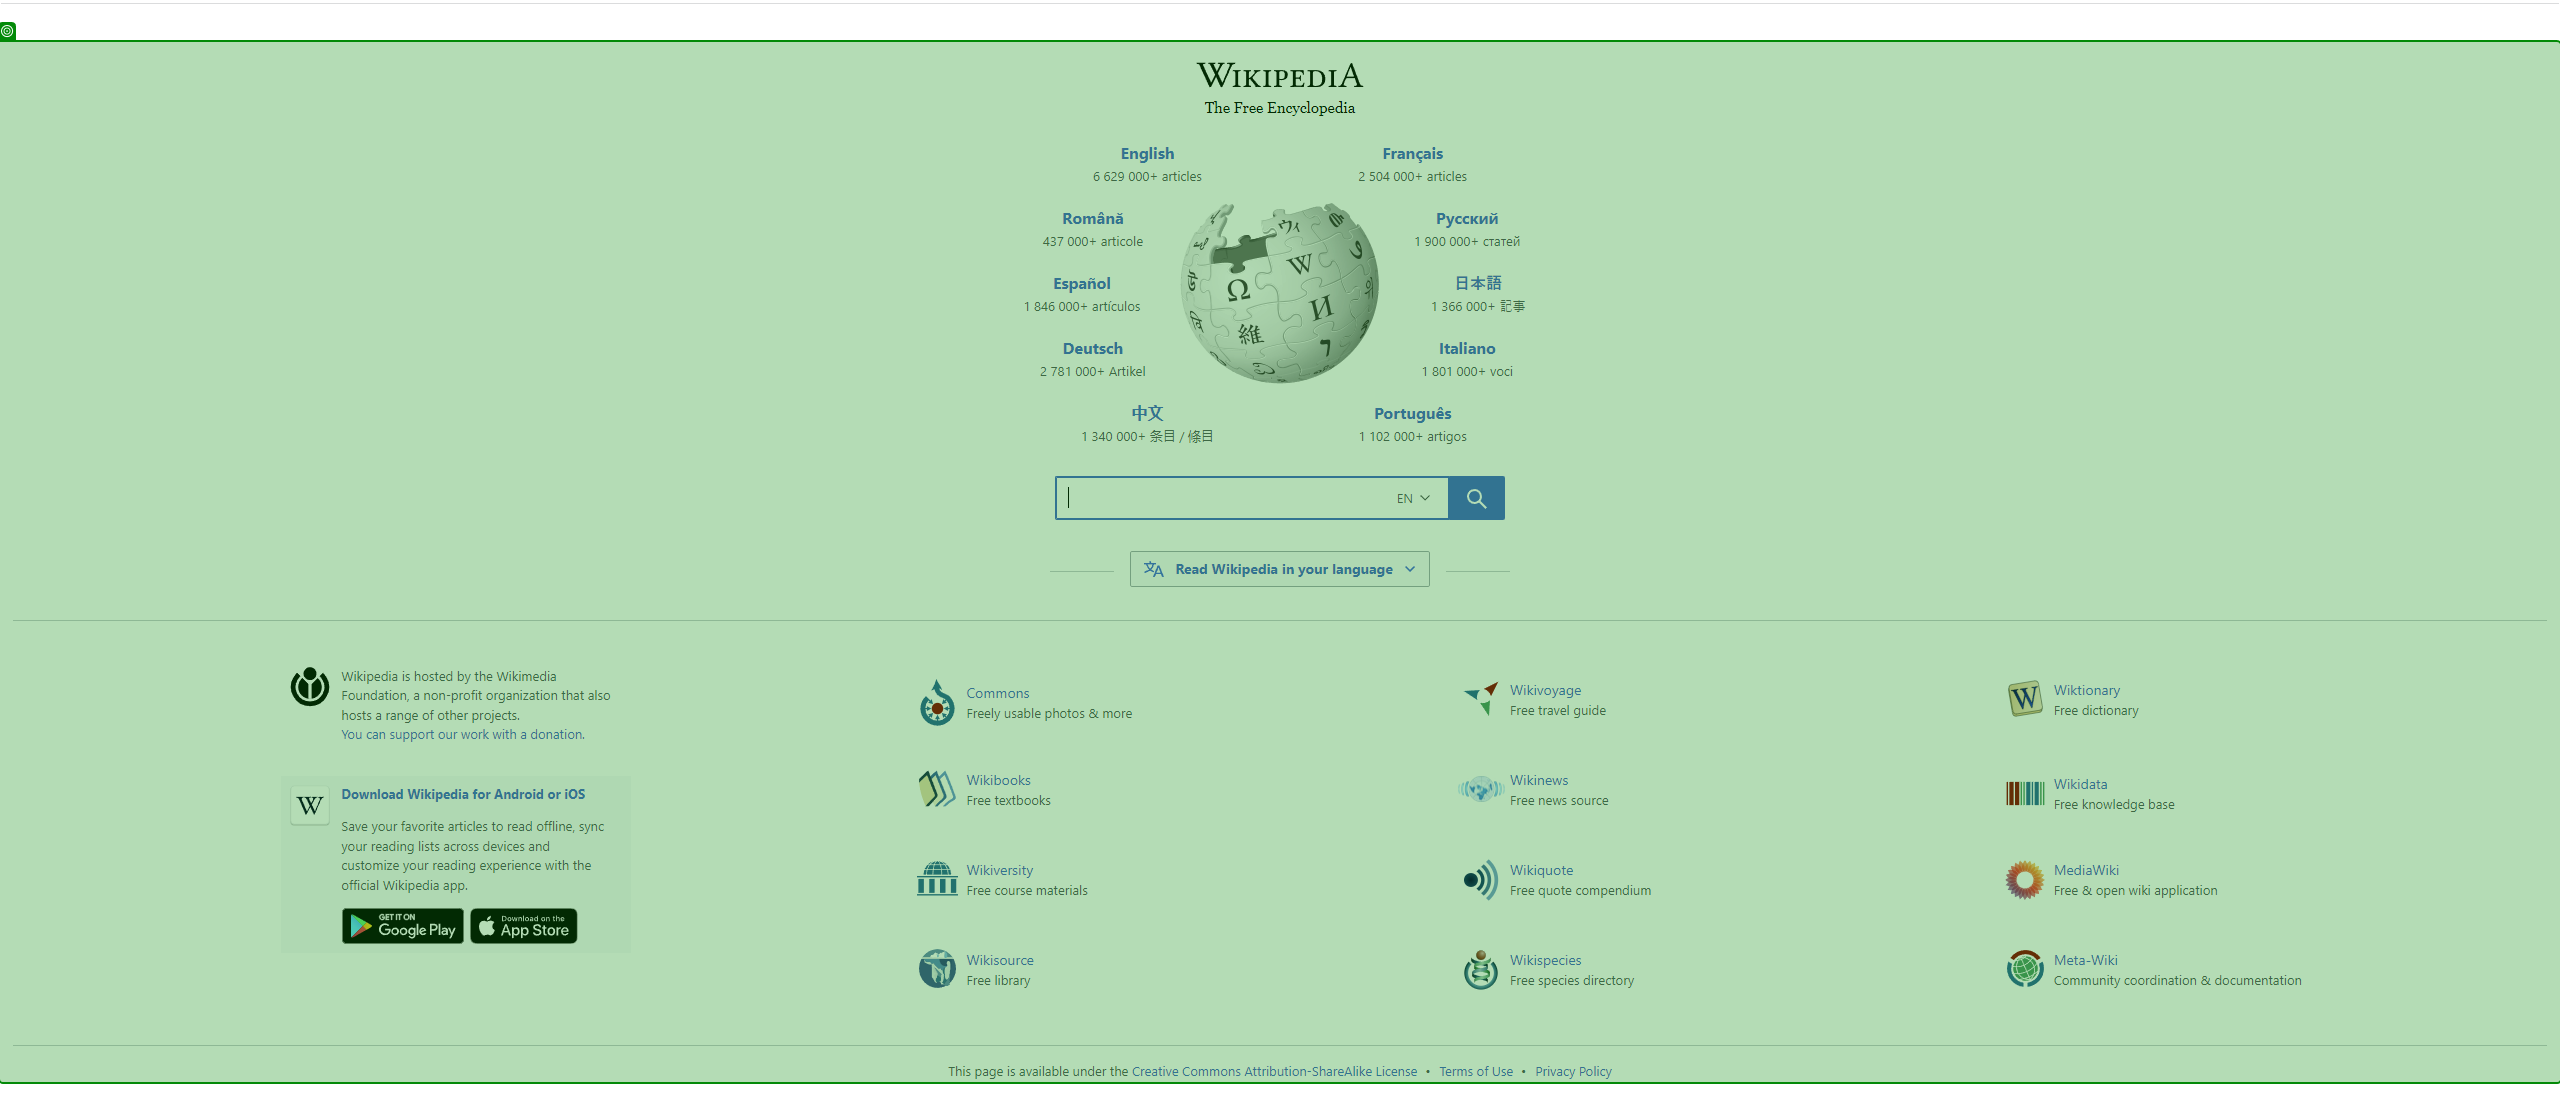 WIKIPEDIA
The Free Encyclopedia
English
6 629 000+ articles
Français
2 504 000+ articles
Română
437 000+ articole
Русский
1 900 000+ статей
Español
1 846 000+ artículos
日本語
1 366 000+ 記事
Deutsch
2 781 000+ Artikel
Italiano
1 801 000+ voci
中文
1 340 000+ 条目 / 條目
Português
1 102 000+ artigos
Ω
W
И
維
ウィ
EN
Read Wikipedia in your language
Wikipedia is hosted by the Wikimedia
Foundation, a non-profit organization that also
hosts a range of other projects.
You can support our work with a donation.
W
Download Wikipedia for Android or iOS
Save your favorite articles to read offline, sync
your reading lists across devices and
customize your reading experience with the
official Wikipedia app.
GET IT ON
Google Play
Download on the
App Store
Commons
Freely usable photos & more
Wikivoyage
Free travel guide
W
Wiktionary
Free dictionary
Wikibooks
Free textbooks
Wikinews
Free news source
Wikidata
Free knowledge base
Wikiversity
Free course materials
Wikiquote
Free quote compendium
MediaWiki
Free & open wiki application
Wikisource
Free library
Wikispecies
Free species directory
Meta-Wiki
Community coordination & documentation
This page is available under the Creative Commons Attribution-ShareAlike License • Terms of Use • Privacy Policy